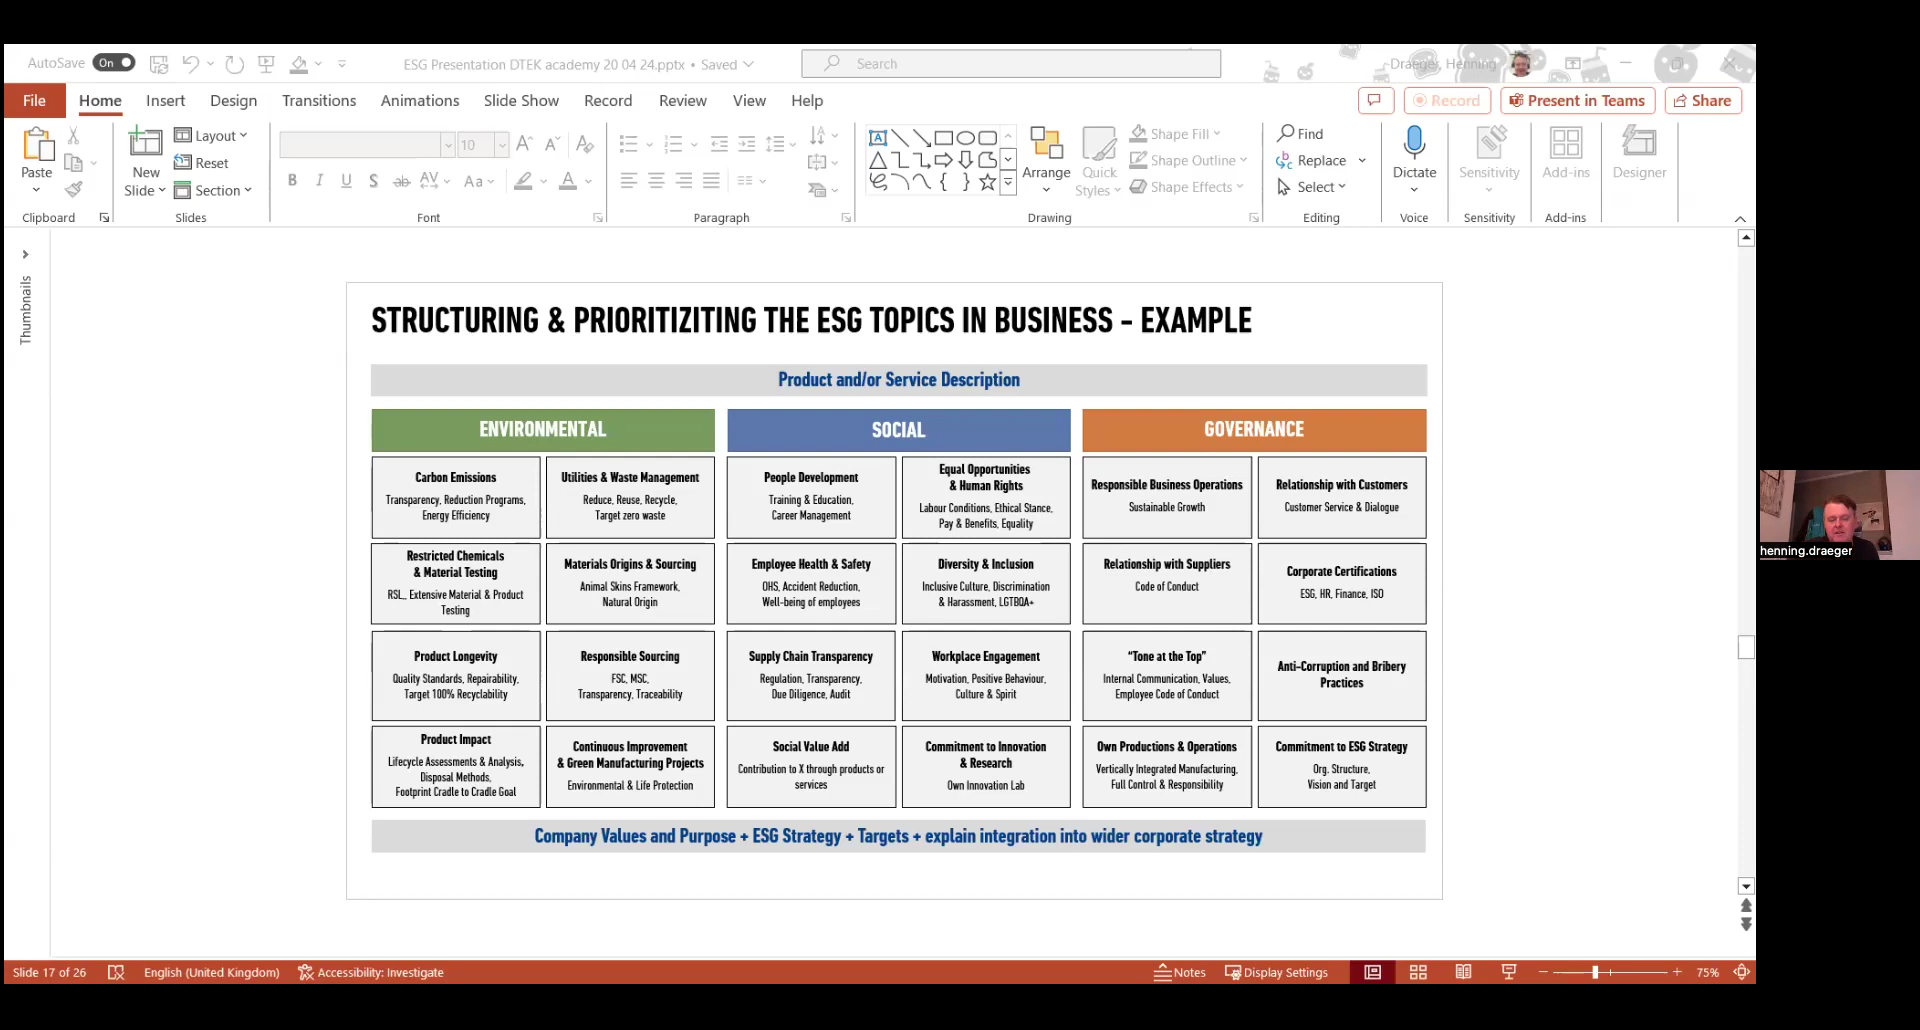 AutoSave On ESG Presentation DTEK academy 20 04 24.pptx • Saved Search Draeger, Henning
File Home Insert Design Transitions Animations Slide Show Record Review View Help Record Present in Teams Share
Paste
New
Slide
Layout
Reset
Section
10
B I U S ab AV Aa A
Arrange
Quick
Styles
Shape Fill
Shape Outline
Shape Effects
Find
Replace
Select
Dictate
Sensitivity
Add-ins
Designer
Clipboard Slides Font Paragraph Drawing Editing Voice Sensitivity Add-ins
Thumbnails
STRUCTURING & PRIORITIZITING THE ESG TOPICS IN BUSINESS - EXAMPLE
Product and/or Service Description
ENVIRONMENTAL
SOCIAL
GOVERNANCE
Carbon Emissions
Transparency, Reduction Programs,
Energy Efficiency
Utilities & Waste Management
Reduce, Reuse, Recycle,
Target zero waste
People Development
Training & Education,
Career Management
Equal Opportunities
& Human Rights
Labour Conditions, Ethical Stance,
Pay & Benefits, Equality
Responsible Business Operations
Sustainable Growth
Relationship with Customers
Customer Service & Dialogue
Restricted Chemicals
& Material Testing
RSL,, Extensive Material & Product
Testing
Materials Origins & Sourcing
Animal Skins Framework,
Natural Origin
Employee Health & Safety
OHS, Accident Reduction,
Well-being of employees
Diversity & Inclusion
Inclusive Culture, Discrimination
& Harassment, LGTBQA+
Relationship with Suppliers
Code of Conduct
Corporate Certifications
ESG, HR, Finance, ISO
Product Longevity
Quality Standards, Repairability,
Target 100% Recyclability
Responsible Sourcing
FSC, MSC,
Transparency, Traceability
Supply Chain Transparency
Regulation, Transparency,
Due Diligence, Audit
Workplace Engagement
Motivation, Positive Behaviour,
Culture & Spirit
“Tone at the Top”
Internal Communication, Values,
Employee Code of Conduct
Anti-Corruption and Bribery
Practices
Product Impact
Lifecycle Assessments & Analysis,
Disposal Methods,
Footprint Cradle to Cradle Goal
Continuous Improvement
& Green Manufacturing Projects
Environmental & Life Protection
Social Value Add
Contribution to X through products or
services
Commitment to Innovation
& Research
Own Innovation Lab
Own Productions & Operations
Vertically Integrated Manufacturing,
Full Control & Responsibility
Commitment to ESG Strategy
Org. Structure,
Vision and Target
Company Values and Purpose + ESG Strategy + Targets + explain integration into wider corporate strategy
henning.draeger
Slide 17 of 26 English (United Kingdom) Accessibility: Investigate Notes Display Settings 75%